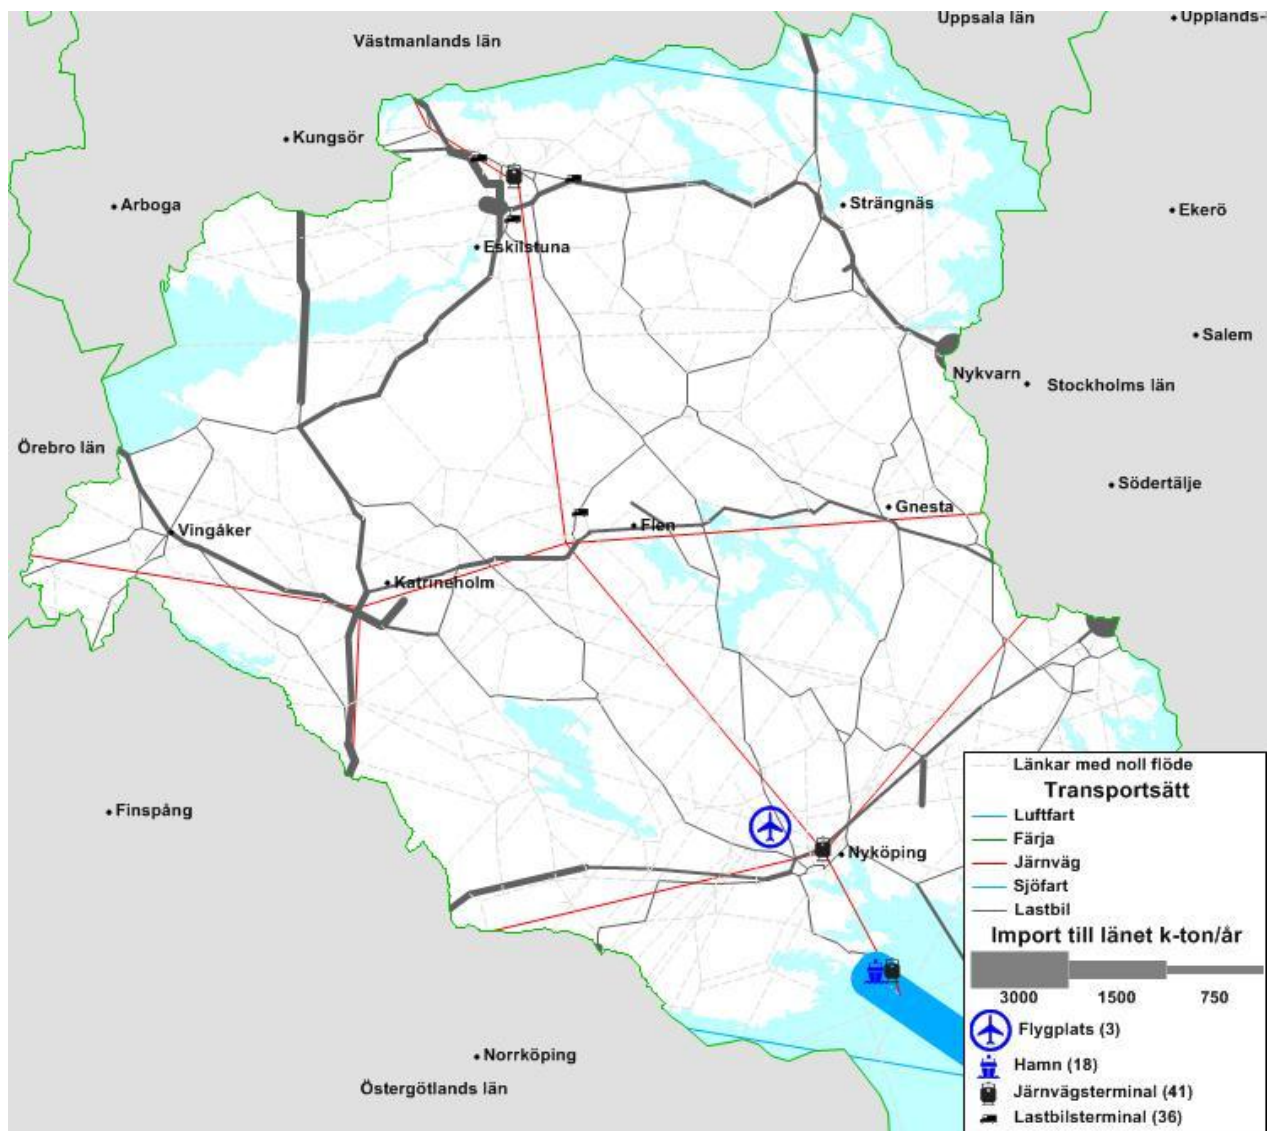 Uppsala län
Upplands-
Västmanlands län
Kungsör
Arboga
Strängnäs
Ekerö
Eskilstuna
Salem
Nykvarn
Stockholms län
Örebro län
Södertälje
Gnesta
Vingåker
Flen
Katrineholm
Finspång
Nyköping
Norrköping
Östergötlands län
Länkar med noll flöde
Transportsätt
Luftfart
Färja
Järnväg
Sjöfart
Lastbil
Import till länet k-ton/år
3000 1500 750
Flygplats (3)
Hamn (18)
Järnvägsterminal (41)
Lastbilsterminal (36)